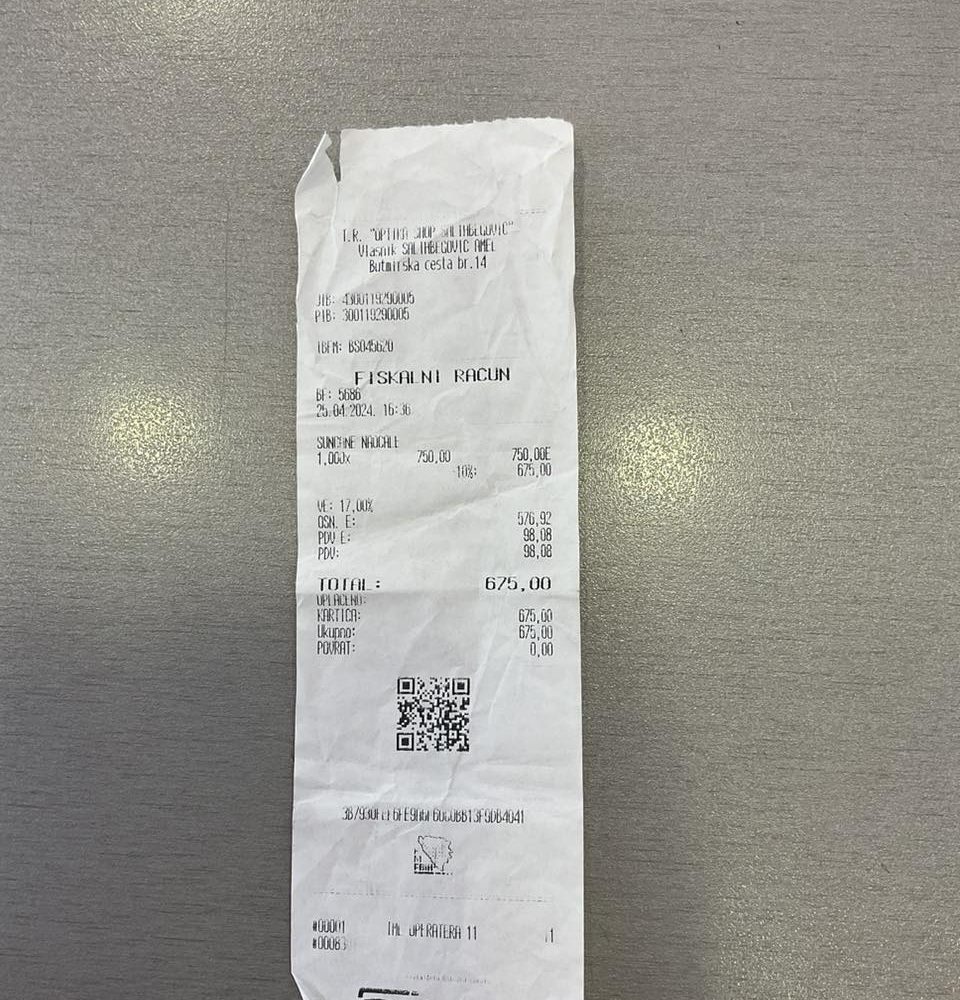 T.R. "OPTIKA SHOP SALIHBEGOVIC"
Vlasnik SALIHBEGOVIC AMEL
Butmirska cesta br.14
JIB: 4300119290005
PIB: 300119290005
IBFM: BS045620
FISKALNI RACUN
BF: 5686
25.04.2024. 16:36
SUNCANE NAOCALE
1,000x 750,00 750,00E
-10%: 675,00
VE: 17,00%
OSN. E: 576,92
PDV E: 98,08
PDV: 98,08
TOTAL: 675,00
UPLACENO:
KARTICA: 675,00
Ukupno: 675,00
POVRAT: 0,00
FBiH
#00001 IME OPERATERA 11 11